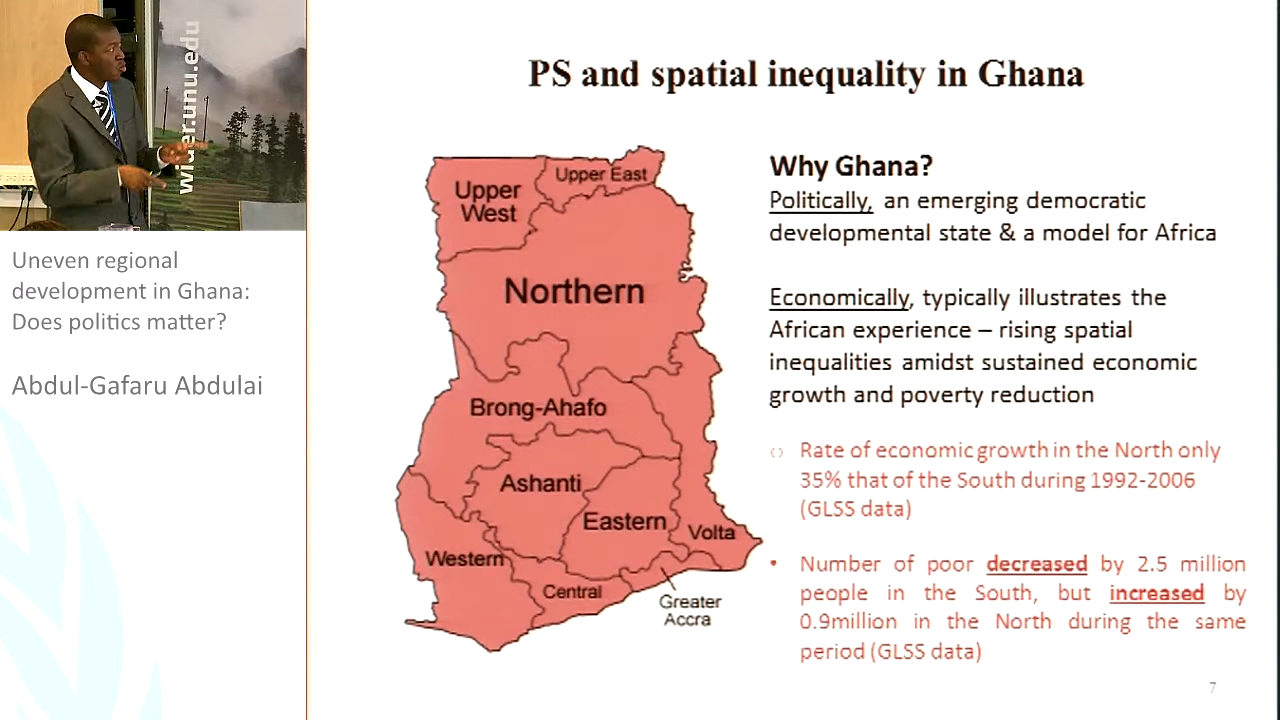 wider.unu.edu
Uneven regional
development in Ghana:
Does politics matter?
Abdul-Gafaru Abdulai
PS and spatial inequality in Ghana
Upper
West
Upper East
Northern
Brong-Ahafo
Ashanti
Eastern
Volta
Western
Central
Greater
Accra
Why Ghana?
Politically, an emerging democratic
developmental state & a model for Africa
Economically, typically illustrates the
African experience – rising spatial
inequalities amidst sustained economic
growth and poverty reduction
Rate of economic growth in the North only
35% that of the South during 1992-2006
(GLSS data)
• Number of poor decreased by 2.5 million
people in the South, but increased by
0.9million in the North during the same
period (GLSS data)
7